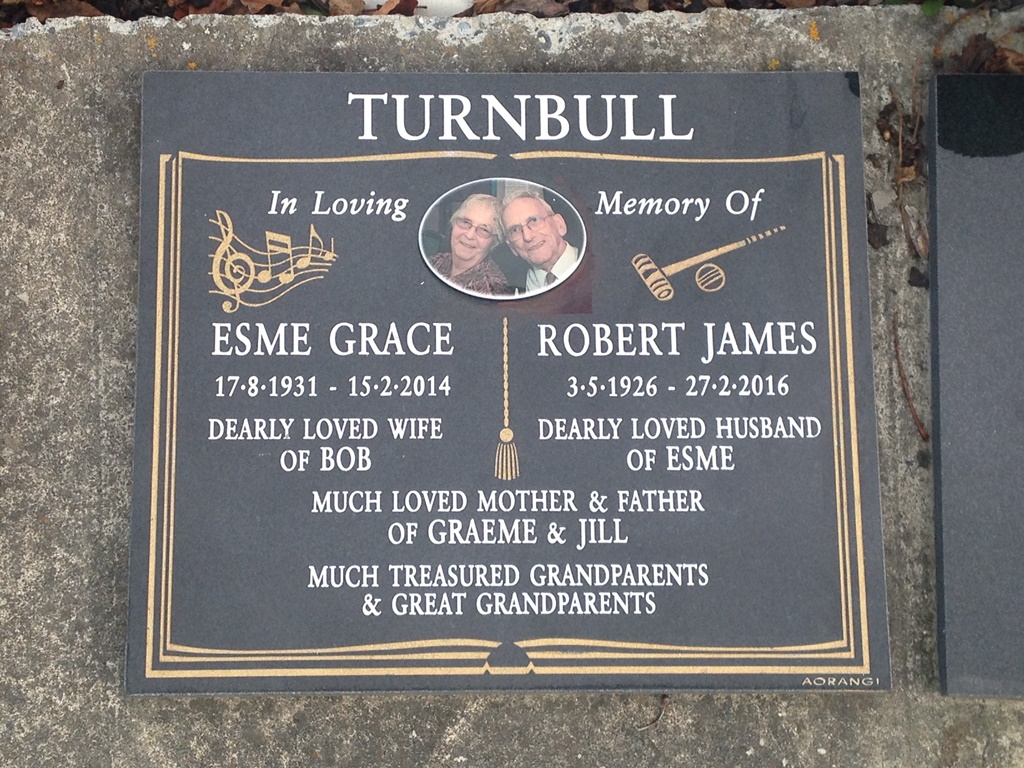 TURNBULL
In Loving Memory Of
ESME GRACE
17·8·1931 - 15·2·2014
DEARLY LOVED WIFE
OF BOB
ROBERT JAMES
3·5·1926 - 27·2·2016
DEARLY LOVED HUSBAND
OF ESME
MUCH LOVED MOTHER & FATHER
OF GRAEME & JILL
MUCH TREASURED GRANDPARENTS
& GREAT GRANDPARENTS
AORANGI